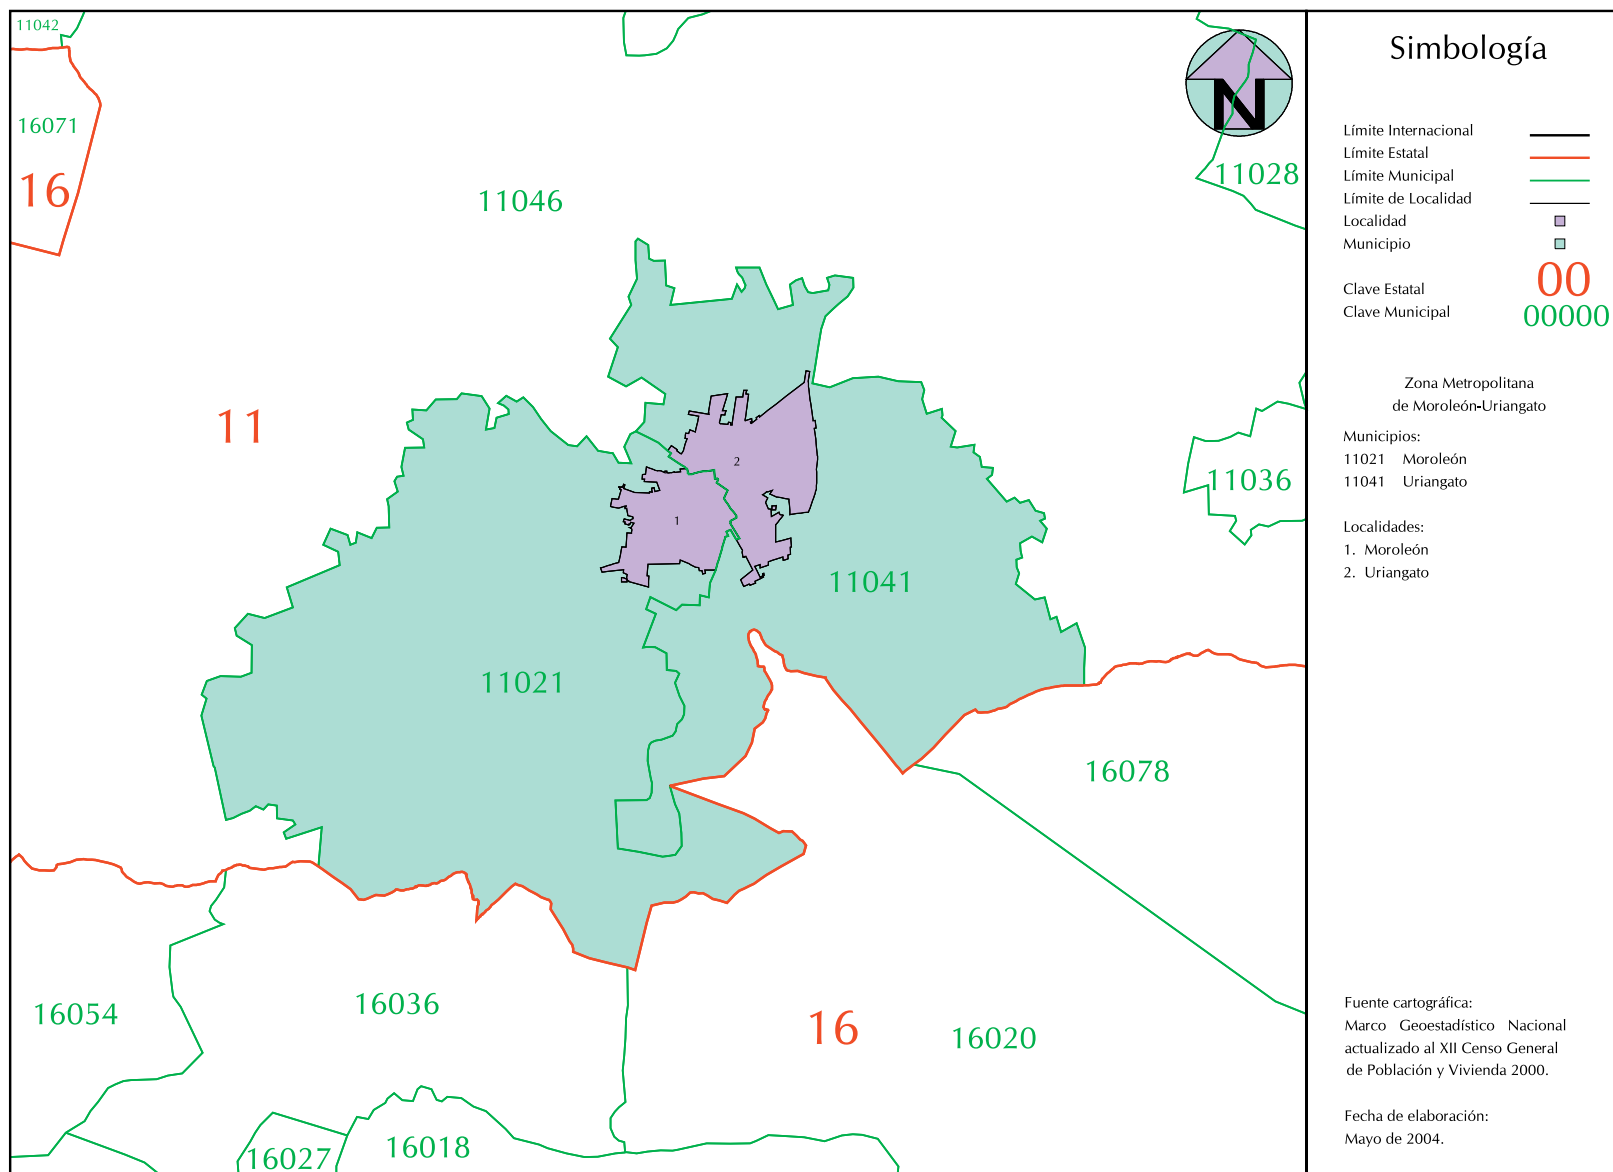 11042
16071
16
11046
N
11028
11
11036
2
1
11041
11021
16078
16054
16036
16
16020
16027
16018
Simbología
Límite Internacional
Límite Estatal
Límite Municipal
Límite de Localidad
Localidad
Municipio
Clave Estatal 00
Clave Municipal 00000
Zona Metropolitana
de Moroleón-Uriangato
Municipios:
11021 Moroleón
11041 Uriangato
Localidades:
1. Moroleón
2. Uriangato
Fuente cartográfica:
Marco Geoestadístico Nacional
actualizado al XII Censo General
de Población y Vivienda 2000.
Fecha de elaboración:
Mayo de 2004.